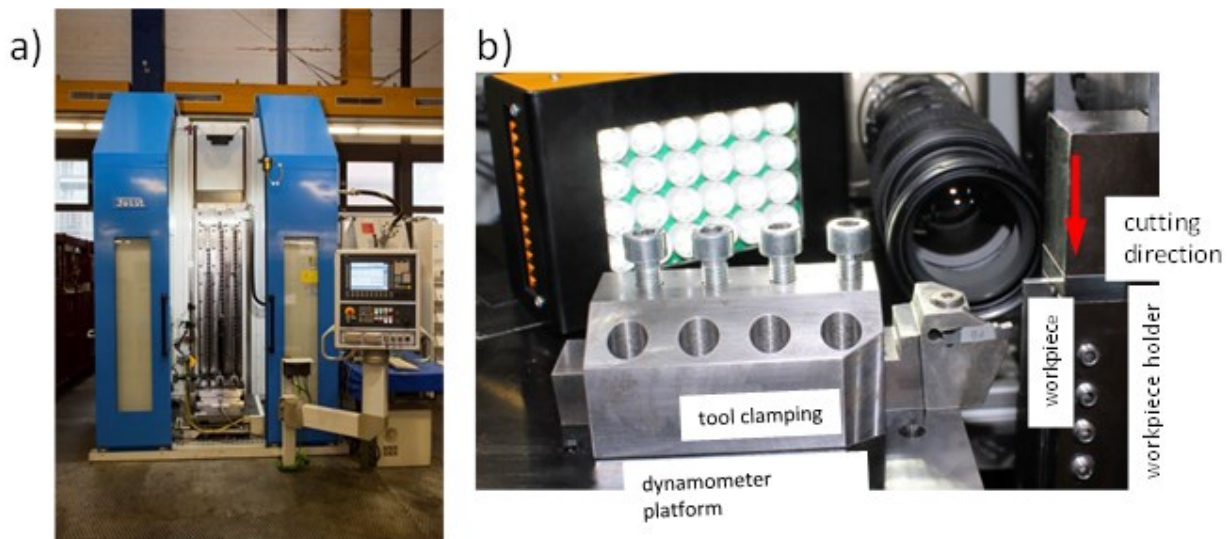 a)
b)
cutting
direction
workpiece
workpiece holder
tool clamping
dynamometer
platform